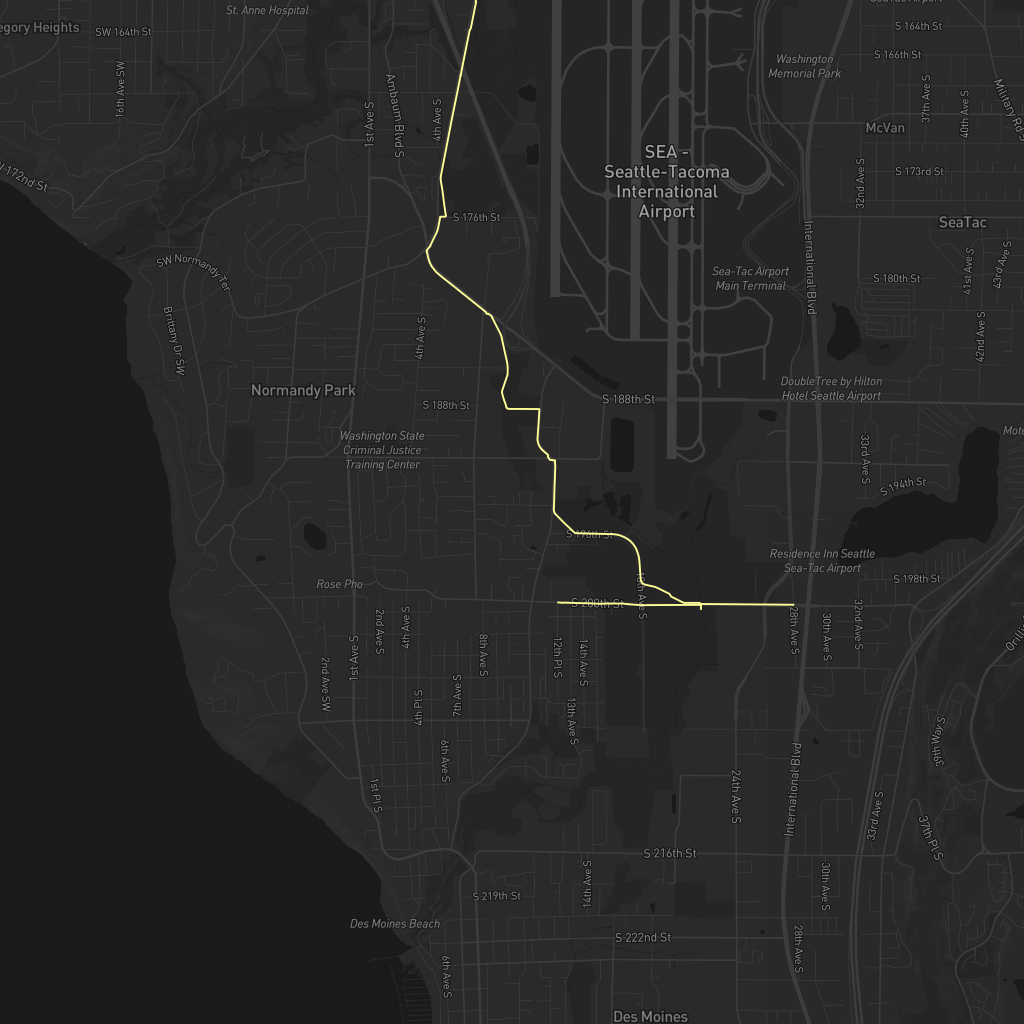 SeaTac Airport
St. Anne Hospital
egory Heights
SW 164th St
S 164th St
S 166th St
Washington
Memorial Park
16th Ave SW
Ambaum Blvd S
1st Ave S
4th Ave S
37th Ave S
40th Ave S
Military Rd S
McVan
SEA -
Seattle-Tacoma
International
Airport
W 172nd St
S 173rd St
32nd Ave S
S 176th St
SeaTac
International Blvd
SW Normandy Ter
Sea-Tac Airport
Main Terminal
S 180th St
41st Ave S
43rd Ave S
Brittany Dr SW
4th Ave S
42nd Ave S
Normandy Park
DoubleTree by Hilton
Hotel Seattle Airport
S 188th St
S 188th St
Washington State
Criminal Justice
Training Center
33rd Ave S
Mote
S 194th St
S 196th St
Residence Inn Seattle
Sea-Tac Airport
Rose Pho
S 198th St
18th Ave S
S 200th St
2nd Ave S
4th Ave S
28th Ave S
30th Ave S
32nd Ave S
1st Ave S
8th Ave S
12th Pl S
14th Ave S
2nd Ave SW
7th Ave S
4th Pl S
13th Ave S
39th Way S
6th Ave S
1st Pl S
24th Ave S
International Blvd
33rd Ave S
37th Pl S
S 216th St
S 219th St
14th Ave S
30th Ave S
Des Moines Beach
S 222nd St
28th Ave S
6th Ave S
Des Moines